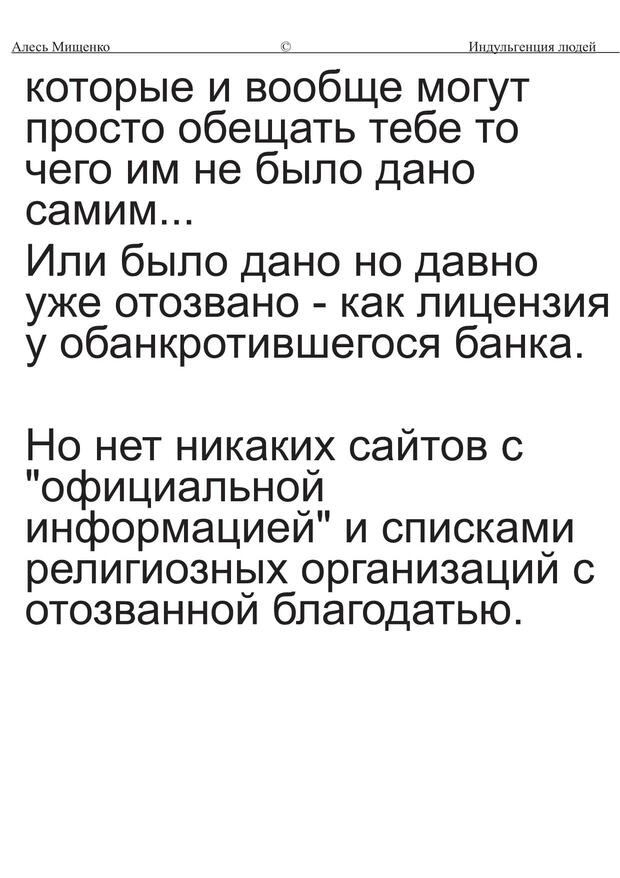 Алесь Мищенко © Индульгенция людей
которые и вообще могут
просто обещать тебе то
чего им не было дано
самим...
Или было дано но давно
уже отозвано - как лицензия
у обанкротившегося банка.
Но нет никаких сайтов с
"официальной
информацией" и списками
религиозных организаций с
отозванной благодатью.